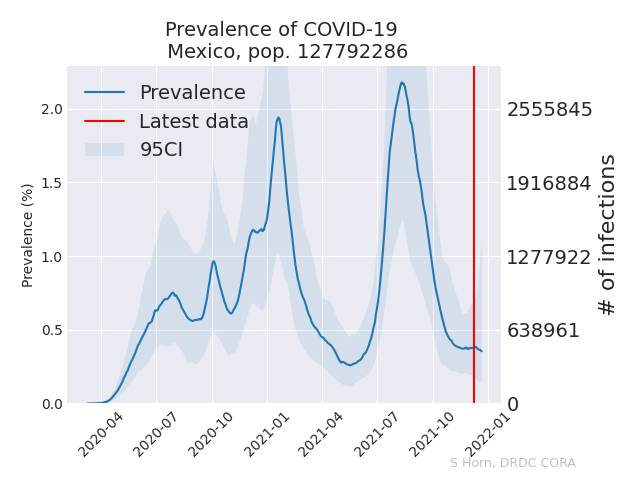 Prevalence of COVID-19
Mexico, pop. 127792286
Prevalence
Latest data
95CI
Prevalence (%)
2.0
1.5
1.0
0.5
0.0
2555845
1916884
1277922
638961
0
# of infections
2020-04
2020-07
2020-10
2021-01
2021-04
2021-07
2021-10
2022-01
S Horn, DRDC CORA